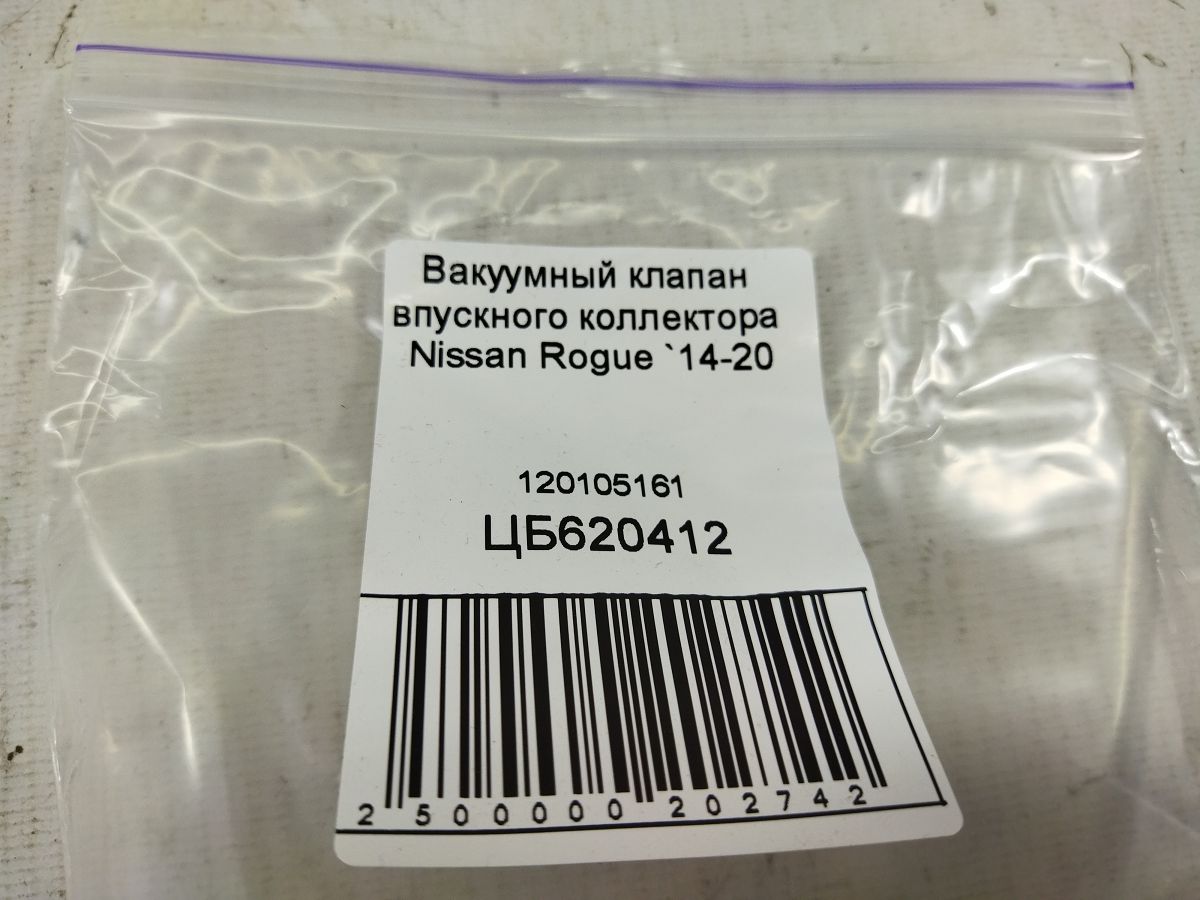 Вакуумный клапан
впускного коллектора
Nissan Rogue `14-20
120105161
ЦБ620412
2 500000 202742